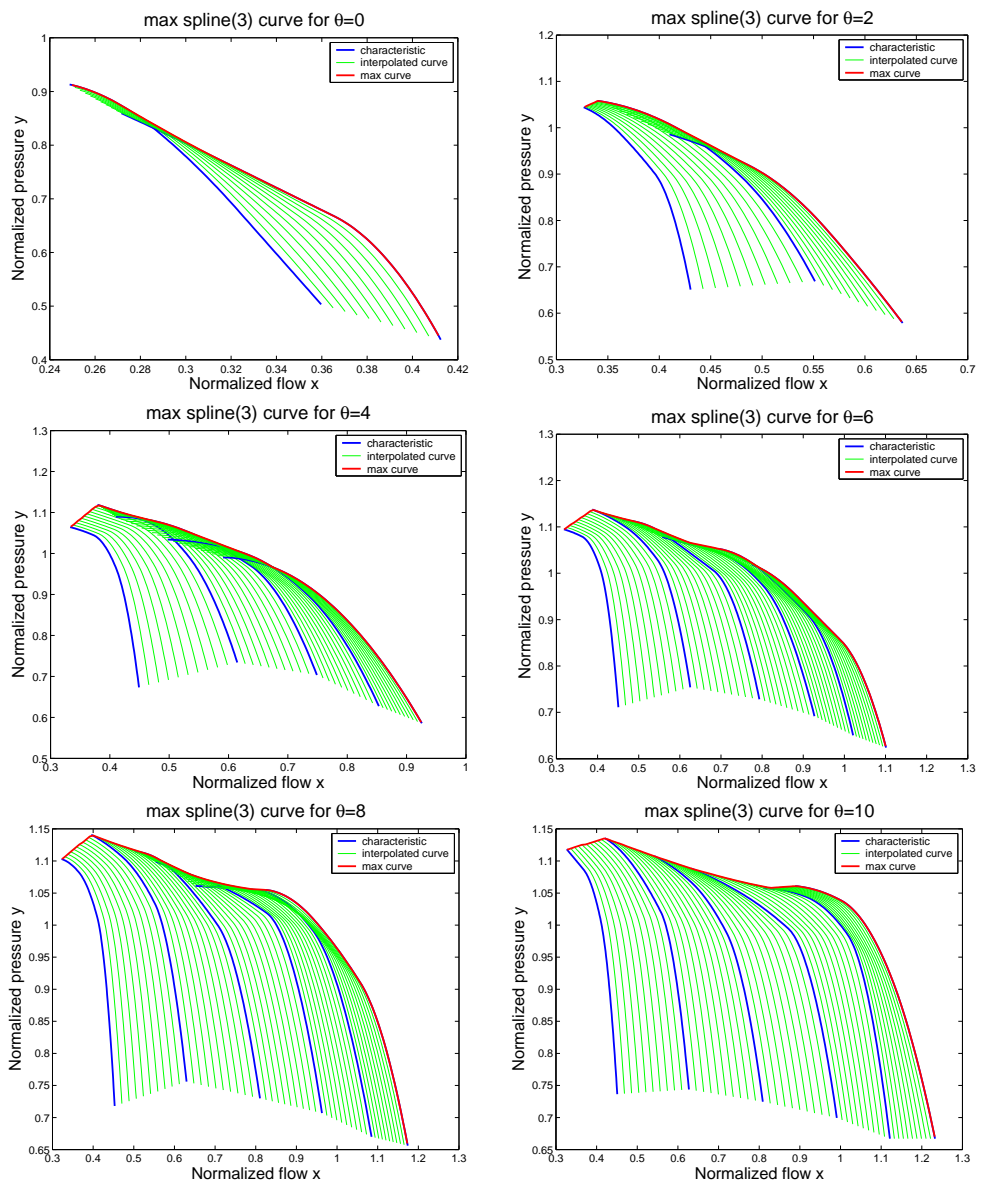 max spline(3) curve for θ=0
characteristic
interpolated curve
max curve
Normalized pressure y
1
0.9
0.8
0.7
0.6
0.5
0.4
0.24 0.26 0.28 0.3 0.32 0.34 0.36 0.38 0.4 0.42
Normalized flow x
max spline(3) curve for θ=2
characteristic
interpolated curve
max curve
Normalized pressure y
1.2
1.1
1
0.9
0.8
0.7
0.6
0.5
0.3 0.35 0.4 0.45 0.5 0.55 0.6 0.65 0.7
Normalized flow x
max spline(3) curve for θ=4
characteristic
interpolated curve
max curve
Normalized pressure y
1.3
1.2
1.1
1
0.9
0.8
0.7
0.6
0.5
0.3 0.4 0.5 0.6 0.7 0.8 0.9 1
Normalized flow x
max spline(3) curve for θ=6
characteristic
interpolated curve
max curve
Normalized pressure y
1.3
1.2
1.1
1
0.9
0.8
0.7
0.6
0.3 0.4 0.5 0.6 0.7 0.8 0.9 1 1.1 1.2 1.3
Normalized flow x
max spline(3) curve for θ=8
characteristic
interpolated curve
max curve
Normalized pressure y
1.15
1.1
1.05
1
0.95
0.9
0.85
0.8
0.75
0.7
0.65
0.3 0.4 0.5 0.6 0.7 0.8 0.9 1 1.1 1.2 1.3
Normalized flow x
max spline(3) curve for θ=10
characteristic
interpolated curve
max curve
Normalized pressure y
1.15
1.1
1.05
1
0.95
0.9
0.85
0.8
0.75
0.7
0.65
0.3 0.4 0.5 0.6 0.7 0.8 0.9 1 1.1 1.2 1.3
Normalized flow x